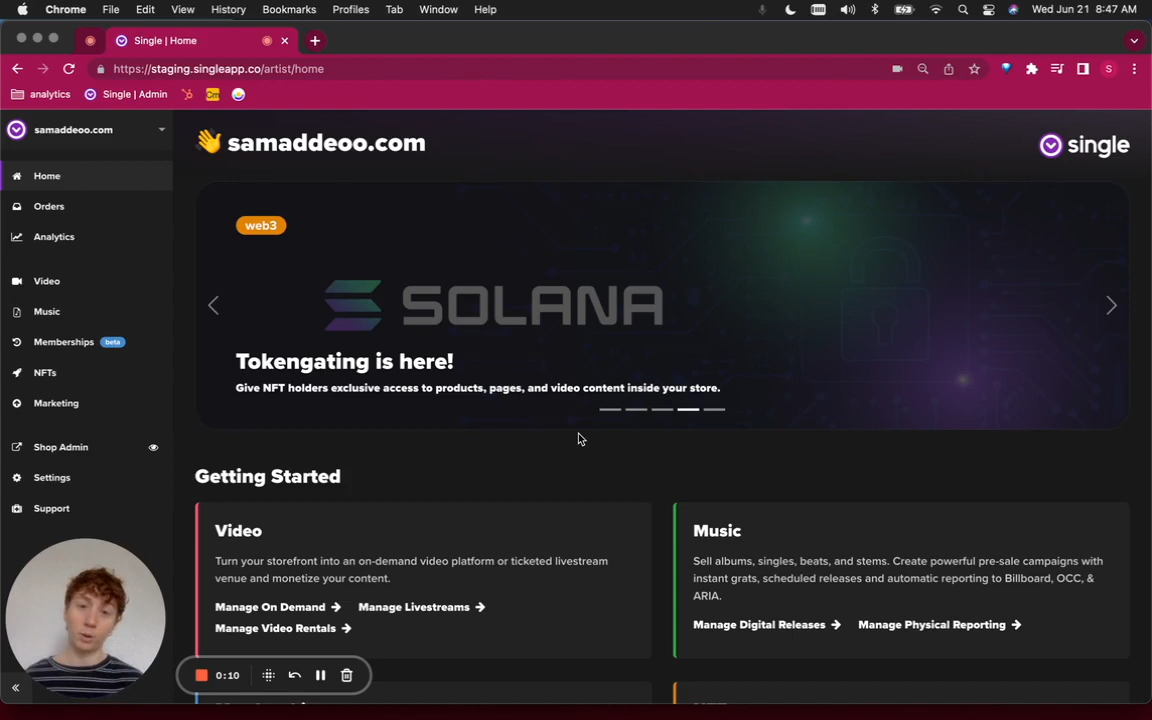 Chrome File Edit View History Bookmarks Profiles Tab Window Help Wed Jun 21 8:47 AM
Single | Home
https://staging.singleapp.co/artist/home S
analytics Single | Admin
samaddeoo.com
Home
Orders
Analytics
Video
Music
Memberships beta
NFTs
Marketing
Shop Admin
Settings
Support
👋 samaddeoo.com
single
web3
SOLANA
Tokengating is here!
Give NFT holders exclusive access to products, pages, and video content inside your store.
Getting Started
Video
Turn your storefront into an on-demand video platform or ticketed livestream
venue and monetize your content.
Manage On Demand → Manage Livestreams →
Manage Video Rentals →
Music
Sell albums, singles, beats, and stems. Create powerful pre-sale campaigns with
instant grats, scheduled releases and automatic reporting to Billboard, OCC, &
ARIA.
Manage Digital Releases → Manage Physical Reporting →
0:10